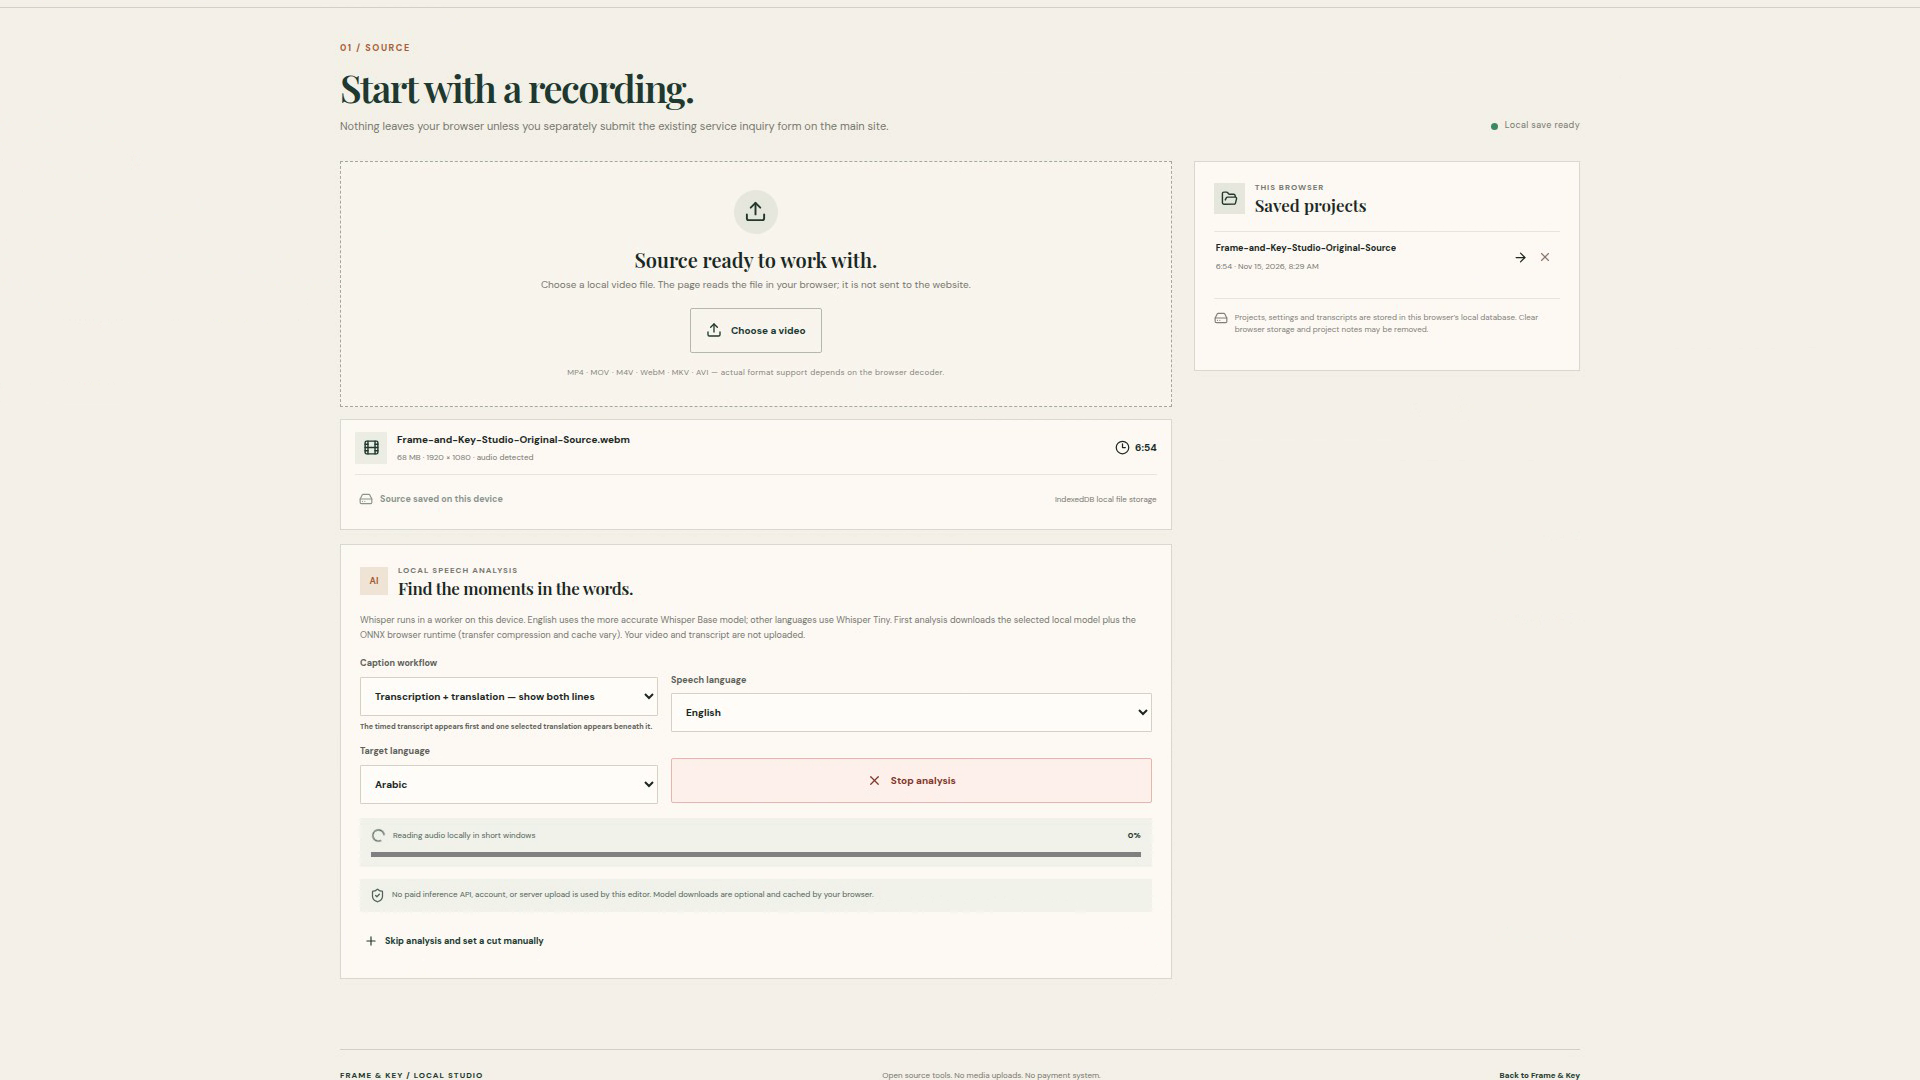 01 / SOURCE
Start with a recording.
Nothing leaves your browser unless you separately submit the existing service inquiry form on the main site.
Local save ready
Source ready to work with.
Choose a local video file. The page reads the file in your browser; it is not sent to the website.
Choose a video
MP4 · MOV · M4V · WebM · MKV · AVI — actual format support depends on the browser decoder.
THIS BROWSER
Saved projects
Frame-and-Key-Studio-Original-Source
6:54 · Nov 15, 2026, 8:29 AM
Projects, settings and transcripts are stored in this browser's local database. Clear
browser storage and project notes may be removed.
Frame-and-Key-Studio-Original-Source.webm
68 MB · 1920 × 1080 · audio detected
6:54
Source saved on this device
IndexedDB local file storage
AI
LOCAL SPEECH ANALYSIS
Find the moments in the words.
Whisper runs in a worker on this device. English uses the more accurate Whisper Base model; other languages use Whisper Tiny. First analysis downloads the selected local model plus the
ONNX browser runtime (transfer compression and cache vary). Your video and transcript are not uploaded.
Caption workflow
Transcription + translation — show both lines
The timed transcript appears first and one selected translation appears beneath it.
Speech language
English
Target language
Arabic
Stop analysis
Reading audio locally in short windows
0%
No paid inference API, account, or server upload is used by this editor. Model downloads are optional and cached by your browser.
Skip analysis and set a cut manually
FRAME & KEY / LOCAL STUDIO
Open source tools. No media uploads. No payment system.
Back to Frame & Key